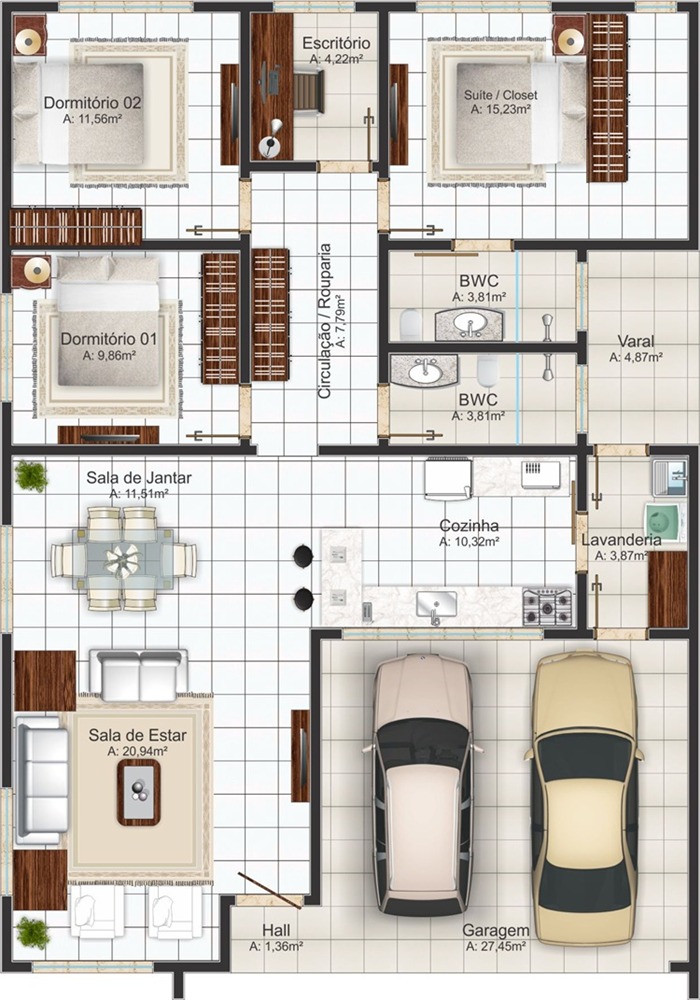 Dormitório 02
A: 11,56m²
Escritório
A: 4,22m²
Suíte / Closet
A: 15,23m²
Circulação / Rouparia
A: 7,79m²
Dormitório 01
A: 9,86m²
BWC
A: 3,81m²
Varal
A: 4,87m²
BWC
A: 3,81m²
Sala de Jantar
A: 11,51m²
Cozinha
A: 10,32m²
Lavanderia
A: 3,87m²
Sala de Estar
A: 20,94m²
Hall
A: 1,36m²
Garagem
A: 27,45m²